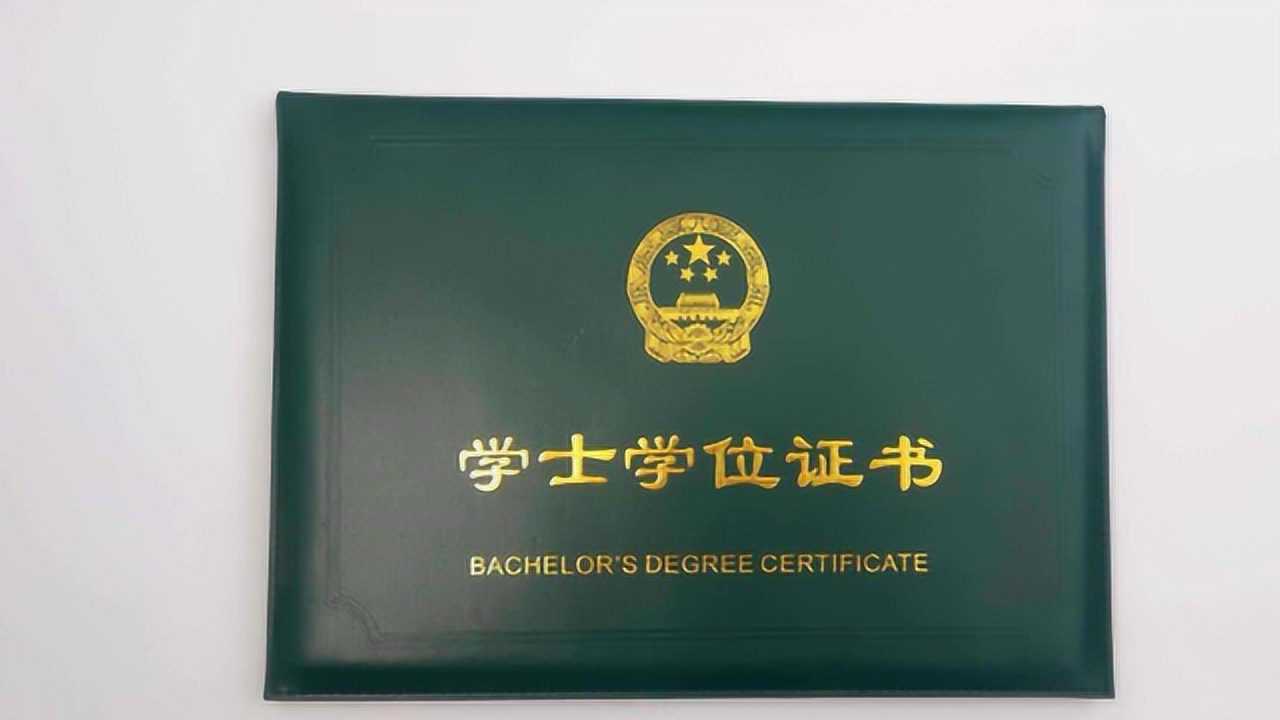 学士学位证书
BACHELOR'S DEGREE CERTIFICATE